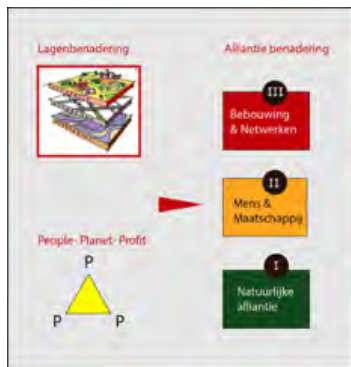 Lagenbenadering
Alliantie benadering
III
Bebouwing
& Netwerken
II
Mens &
Maatschappij
People-Planet-Profit
P
P
P
I
Natuurlijke
alliantie